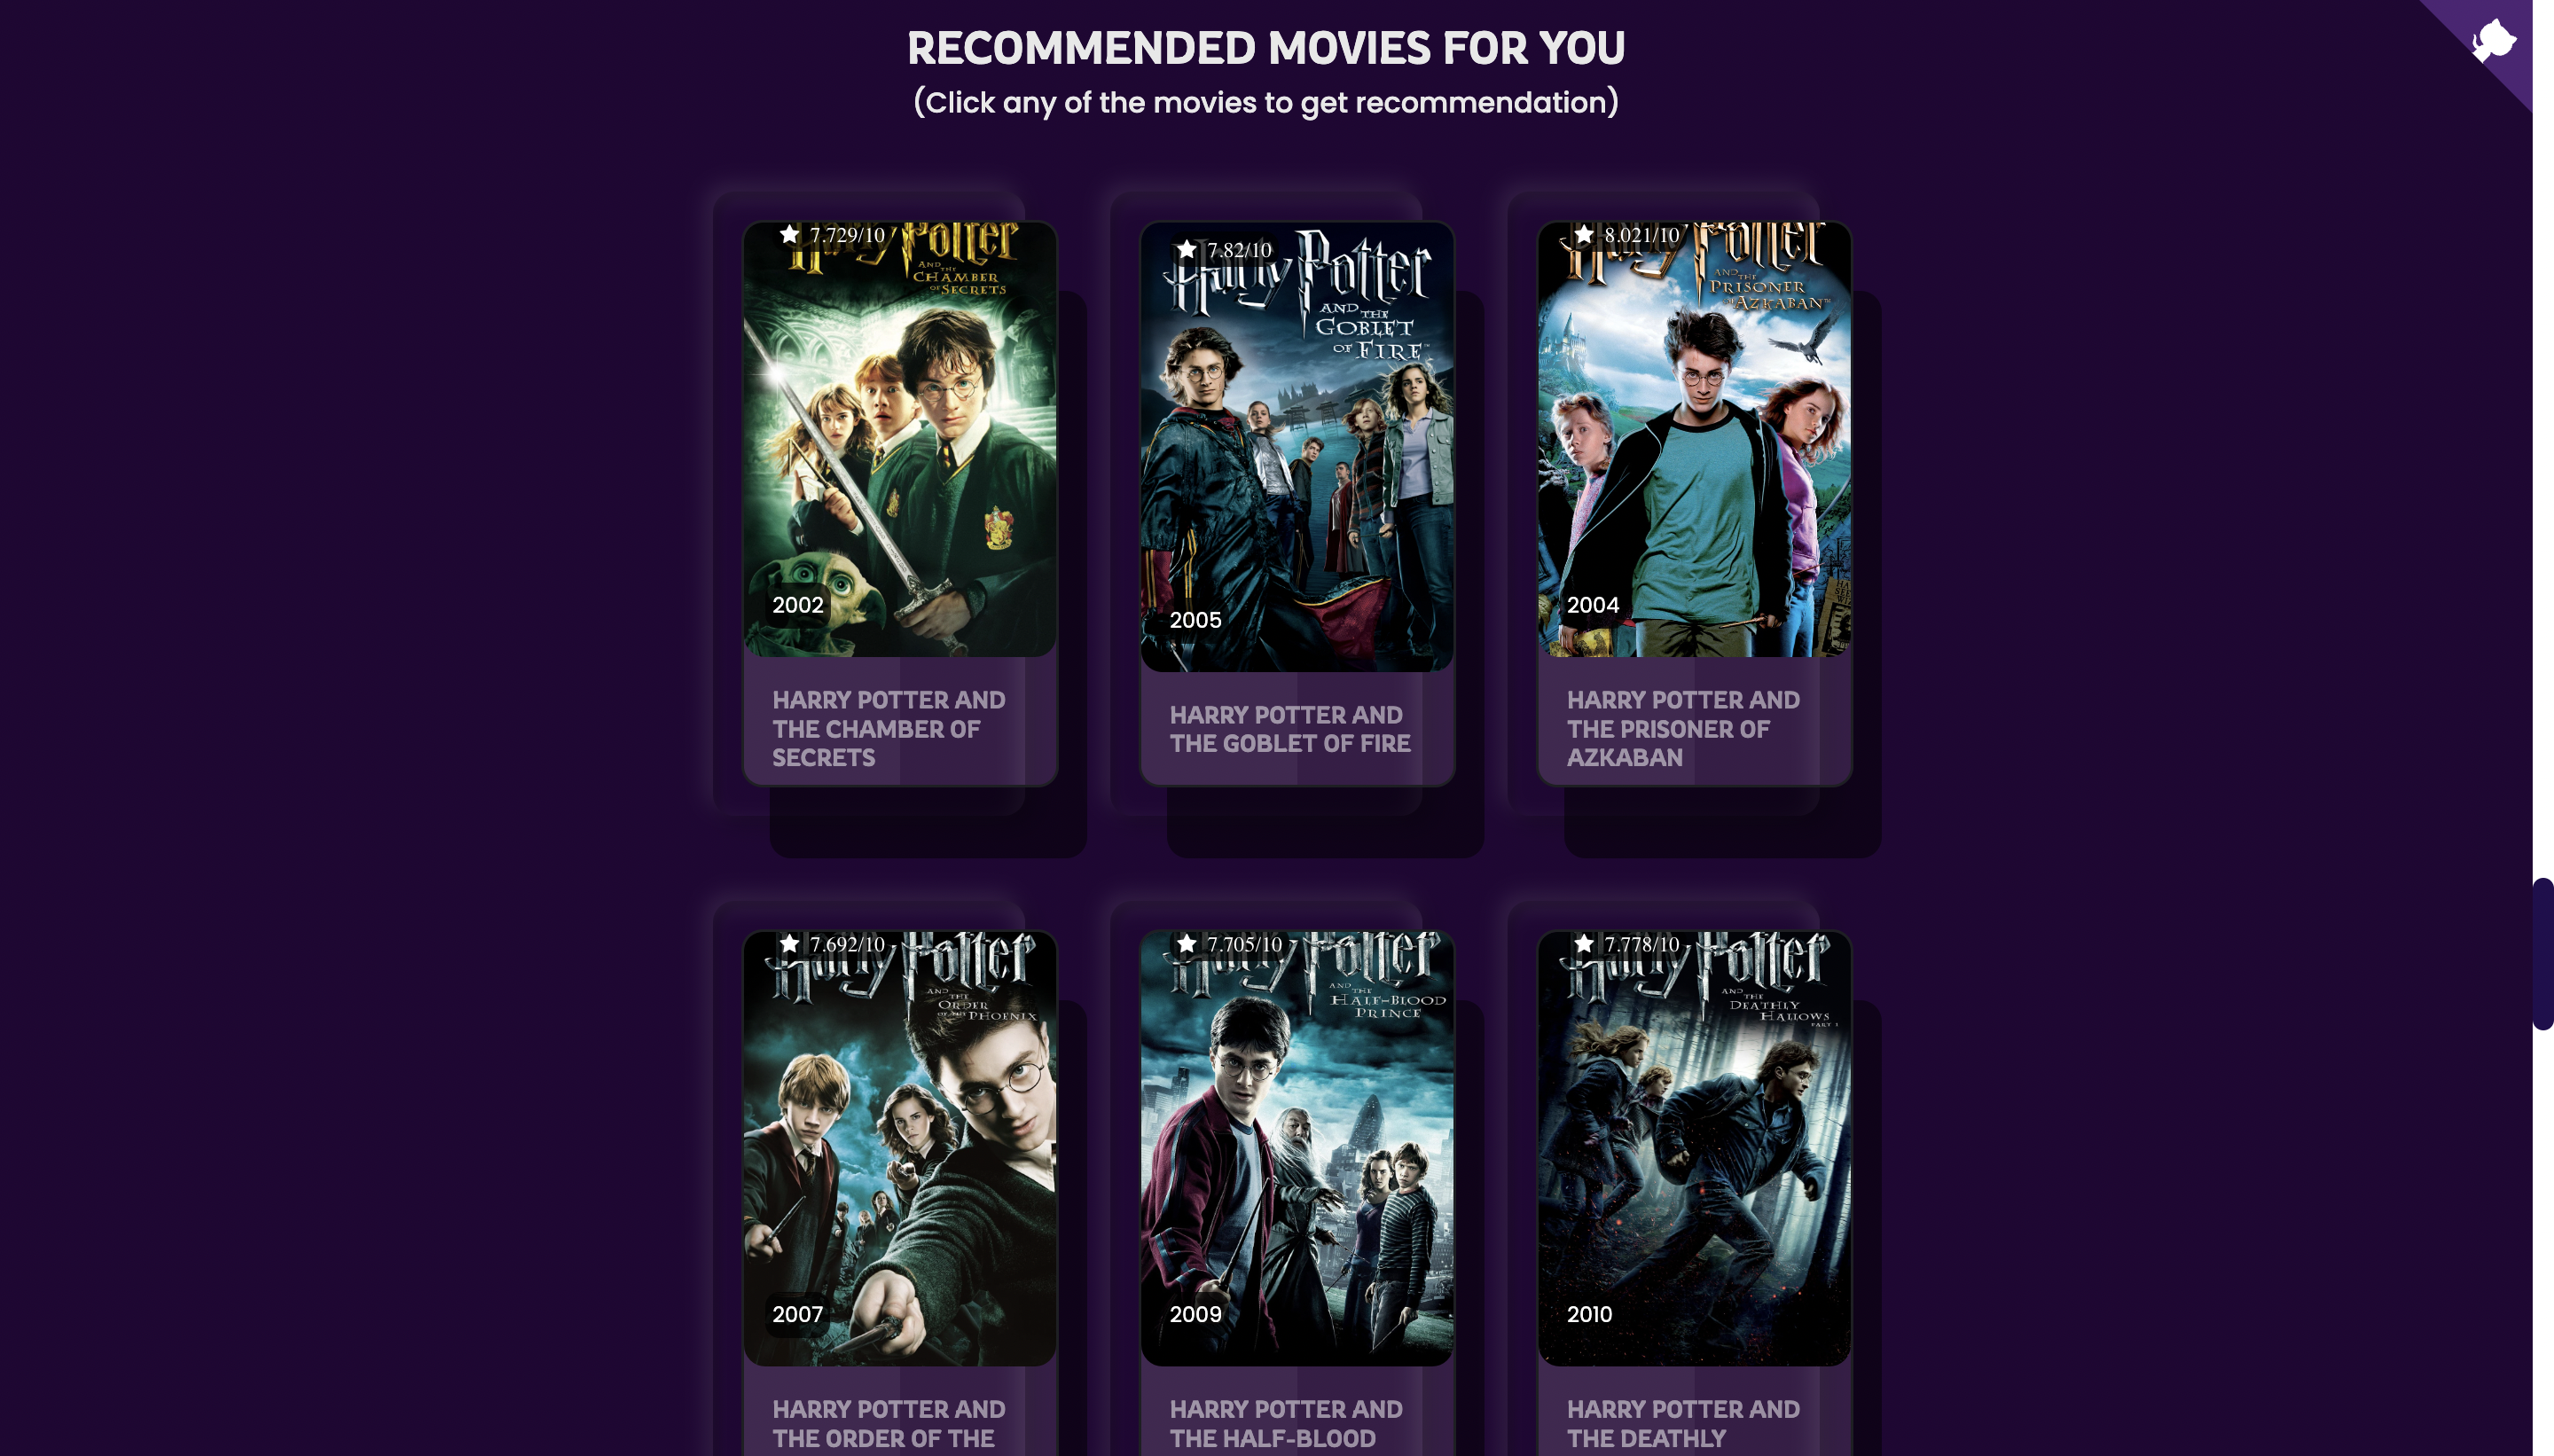 RECOMMENDED MOVIES FOR YOU
(Click any of the movies to get recommendation)
7.729/10
Harry Potter
AND THE
CHAMBER
OF SECRETS
2002
HARRY POTTER AND
THE CHAMBER OF
SECRETS
7.82/10
Harry Potter
AND THE
GOBLET
OF FIRE™
2005
HARRY POTTER AND
THE GOBLET OF FIRE
8.021/10
Harry Potter
AND THE
PRISONER
OF AZKABAN™
2004
HARRY POTTER AND
THE PRISONER OF
AZKABAN
7.692/10
Harry Potter
AND THE
ORDER
OF THE PHOENIX
2007
HARRY POTTER AND
THE ORDER OF THE
7.705/10
Harry Potter
AND THE
HALF-BLOOD
PRINCE
2009
HARRY POTTER AND
THE HALF-BLOOD
7.778/10
Harry Potter
AND THE
DEATHLY
HALLOWS
PART 1
2010
HARRY POTTER AND
THE DEATHLY